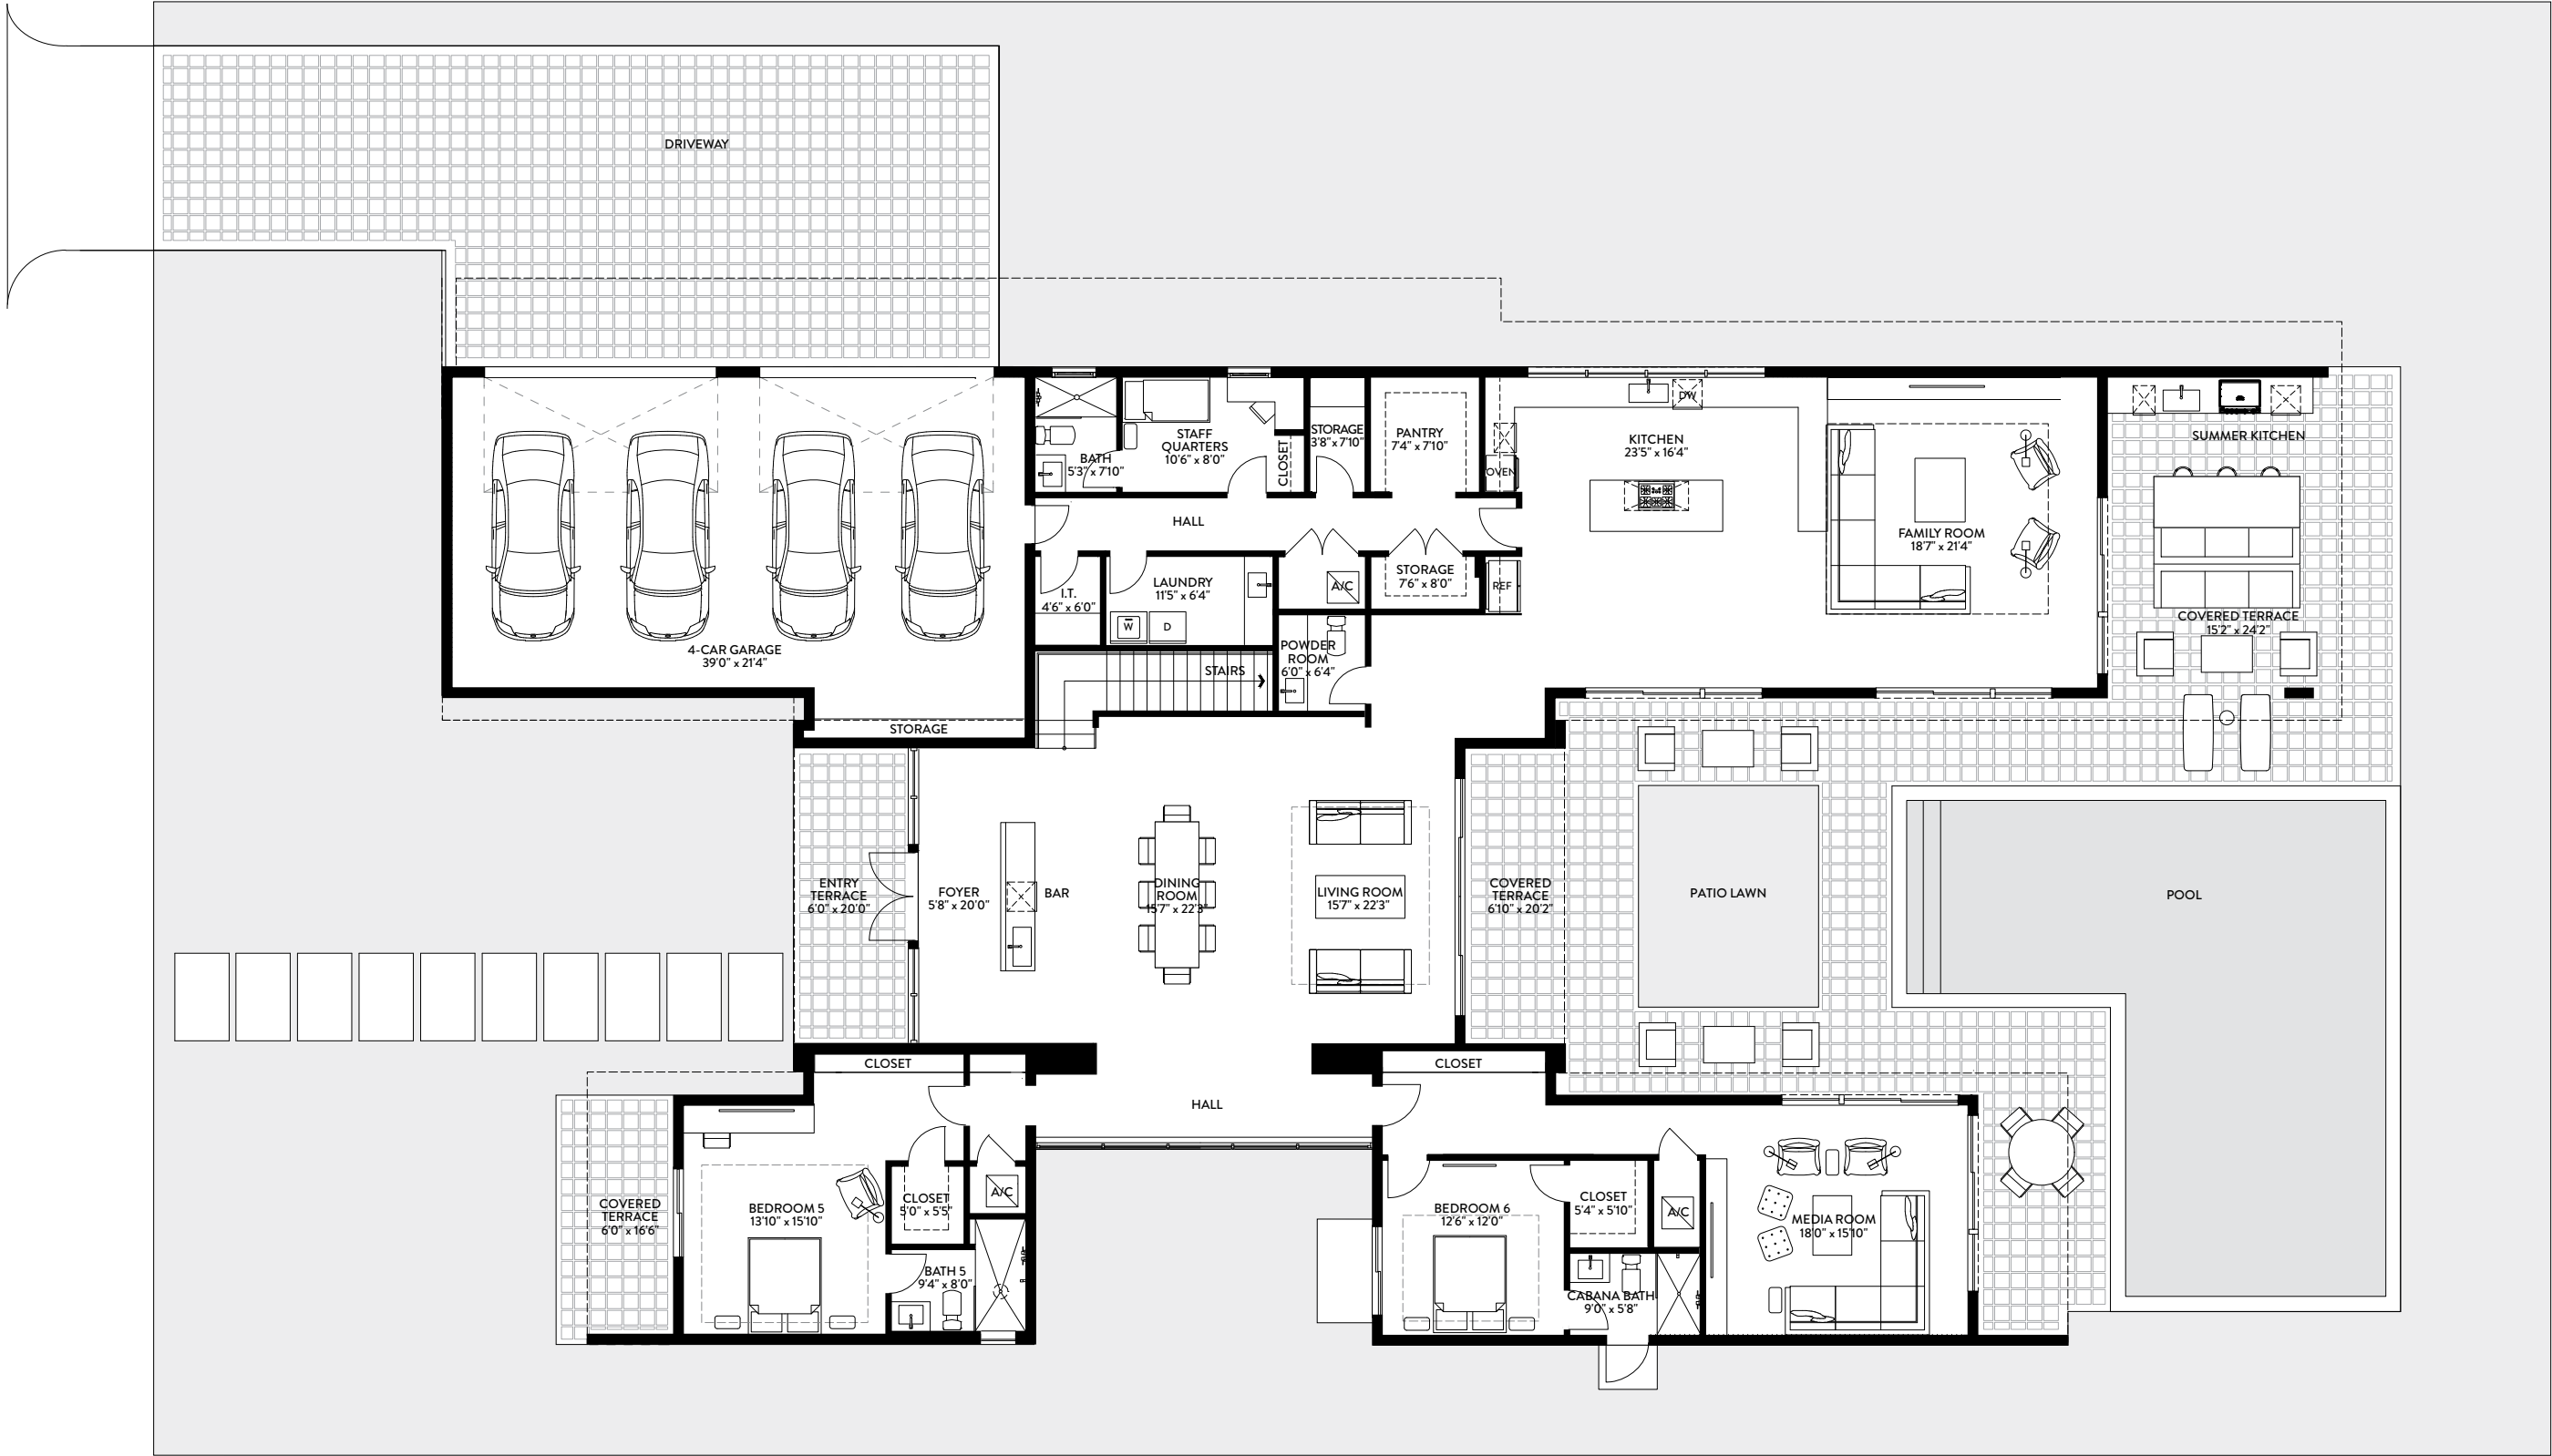 DRIVEWAY
STAFF
QUARTERS
10'6" x 8'0"
BATH
5'3" x 7'10"
CLOSET
STORAGE
3'8" x 7'10"
PANTRY
7'4" x 7'10"
OVEN
DW
KITCHEN
23'5" x 16'4"
SUMMER KITCHEN
HALL
FAMILY ROOM
18'7" x 21'4"
I.T.
4'6" x 6'0"
LAUNDRY
11'5" x 6'4"
W
D
A/C
STORAGE
7'6" x 8'0"
REF
COVERED TERRACE
15'2" x 24'2"
4-CAR GARAGE
39'0" x 21'4"
STAIRS
POWDER
ROOM
6'0" x 6'4"
STORAGE
ENTRY
TERRACE
6'0" x 20'0"
FOYER
5'8" x 20'0"
BAR
DINING
ROOM
15'7" x 22'3"
LIVING ROOM
15'7" x 22'3"
COVERED
TERRACE
6'10" x 20'2"
PATIO LAWN
POOL
CLOSET
CLOSET
HALL
COVERED
TERRACE
6'0" x 16'6"
BEDROOM 5
13'10" x 15'10"
CLOSET
5'0" x 5'5"
A/C
BATH 5
9'4" x 8'0"
BEDROOM 6
12'6" x 12'0"
CLOSET
5'4" x 5'10"
A/C
CABANA BATH
9'0" x 5'8"
MEDIA ROOM
18'0" x 15'10"